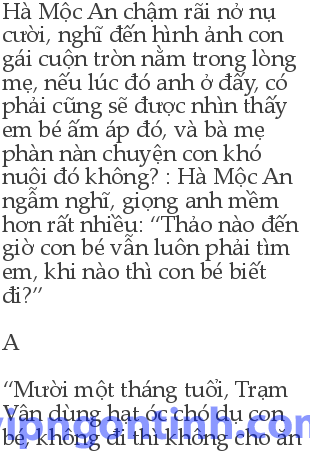 Hà Mộc An chậm rãi nở nụ
cười, nghĩ đến hình ảnh con
gái cuộn tròn nằm trong lòng
mẹ, nếu lúc đó anh ở đấy, có
phải cũng sẽ được nhìn thấy
em bé ấm áp đó, và bà mẹ
phàn nàn chuyện con khó
nuôi đó không? : Hà Mộc An
ngẫm nghĩ, giọng anh mềm
hơn rất nhiều: “Thảo nào đến
giờ con bé vẫn luôn phải tìm
em, khi nào thì con bé biết
đi?”
A
“Mười một tháng tuổi, Trạm
Vân dùng hạt óc chó dụ con
bé, không đi thì không cho ăn
vipngontinh.com